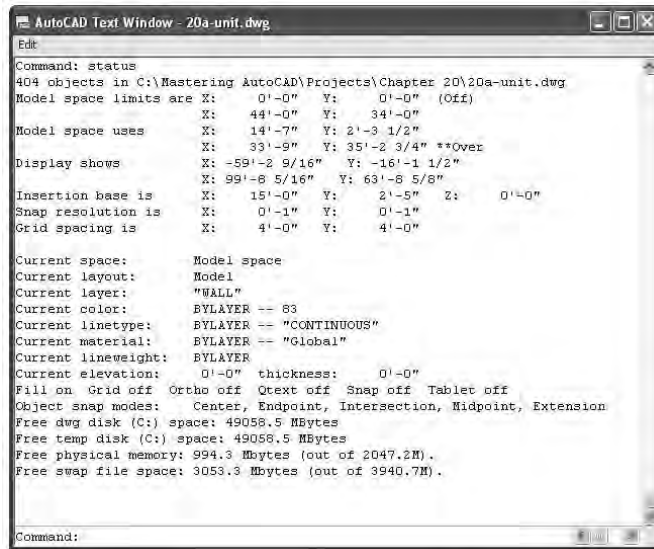 AutoCAD Text Window - 20a-unit.dwg
Edit
Command: status
404 objects in C:\Mastering AutoCAD\Projects\Chapter 20\20a-unit.dwg
Model space limits are X: 0'-0" Y: 0'-0" (Off)
X: 44'-0" Y: 34'-0"
Model space uses X: 14'-7" Y: 2'-3 1/2"
X: 33'-9" Y: 35'-2 3/4" **Over
Display shows X: -59'-2 9/16" Y: -16'-1 1/2"
X: 99'-8 5/16" Y: 63'-8 5/8"
Insertion base is X: 15'-0" Y: 2'-5" Z: 0'-0"
Snap resolution is X: 0'-1" Y: 0'-1"
Grid spacing is X: 4'-0" Y: 4'-0"
Current space: Model space
Current layout: Model
Current layer: "WALL"
Current color: BYLAYER -- 83
Current linetype: BYLAYER -- "CONTINUOUS"
Current material: BYLAYER -- "Global"
Current lineweight: BYLAYER
Current elevation: 0'-0" thickness: 0'-0"
Fill on Grid off Ortho off Qtext off Snap off Tablet off
Object snap modes: Center, Endpoint, Intersection, Midpoint, Extension
Free dwg disk (C:) space: 49058.5 MBytes
Free temp disk (C:) space: 49058.5 MBytes
Free physical memory: 994.3 Mbytes (out of 2047.2M).
Free swap file space: 3053.3 Mbytes (out of 3940.7M).
Command: